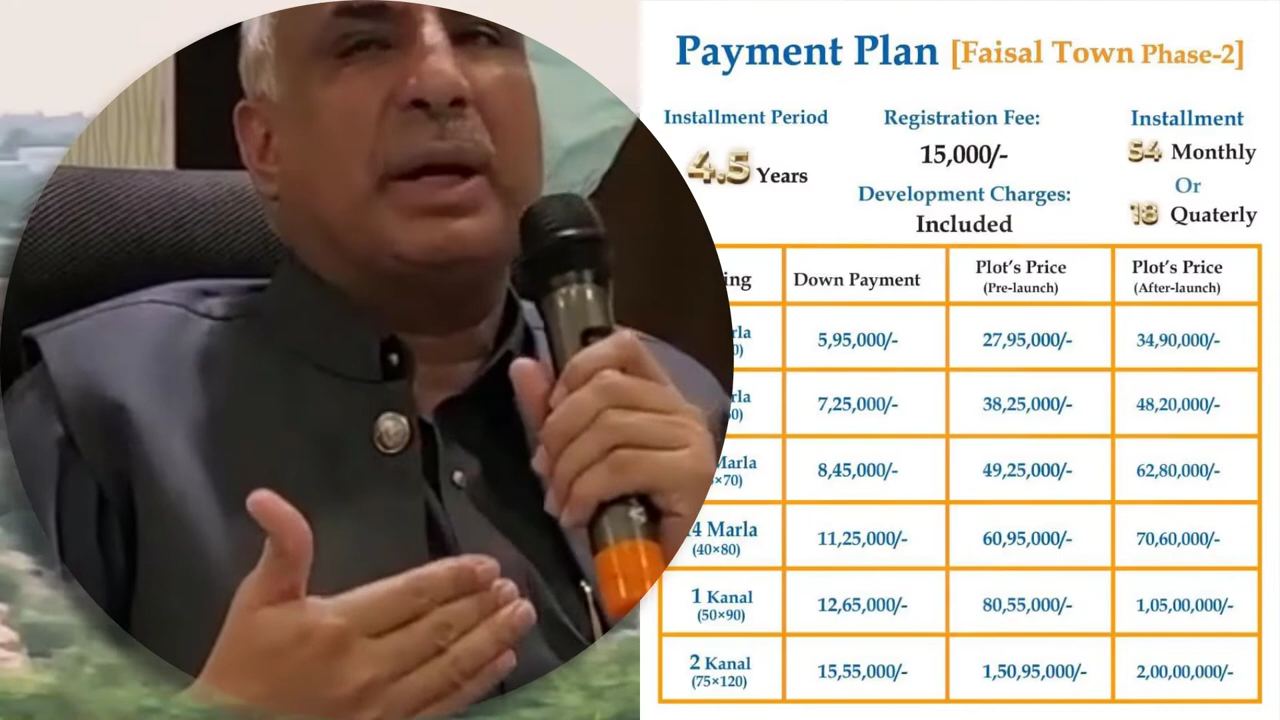 Payment Plan [Faisal Town Phase-2]
Installment Period
4.5 Years
Registration Fee:
15,000/-
Development Charges:
Included
Installment
54 Monthly
Or
18 Quaterly
Down Payment
Plot's Price
(Pre-launch)
Plot's Price
(After-launch)
5,95,000/- 27,95,000/- 34,90,000/-
7,25,000/- 38,25,000/- 48,20,000/-
Marla
8,45,000/- 49,25,000/- 62,80,000/-
4 Marla
(40×80)
11,25,000/- 60,95,000/- 70,60,000/-
1 Kanal
(50×90)
12,65,000/- 80,55,000/- 1,05,00,000/-
2 Kanal
(75×120)
15,55,000/- 1,50,95,000/- 2,00,00,000/-